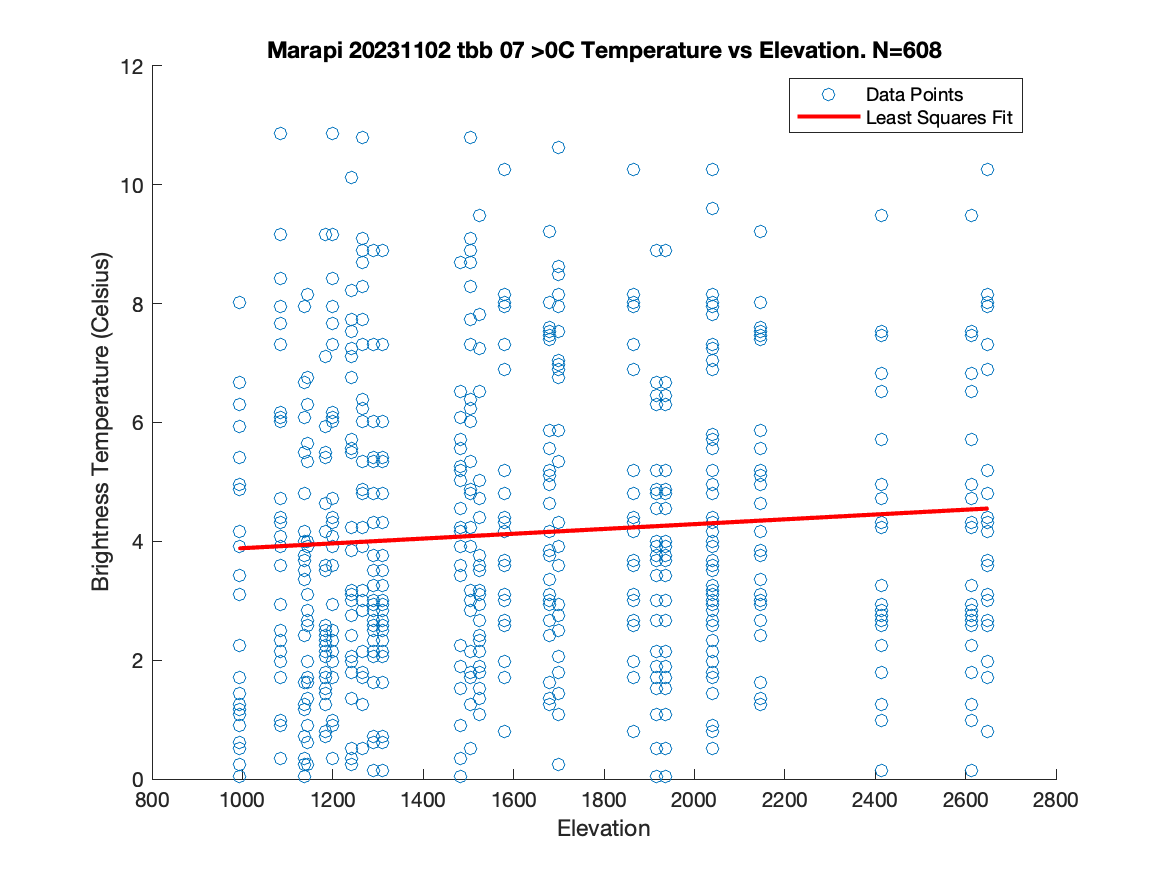 Marapi 20231102 tbb 07 >0C Temperature vs Elevation. N=608
Data Points
Least Squares Fit
12
10
8
6
4
2
0
Brightness Temperature (Celsius)
800 1000 1200 1400 1600 1800 2000 2200 2400 2600 2800
Elevation